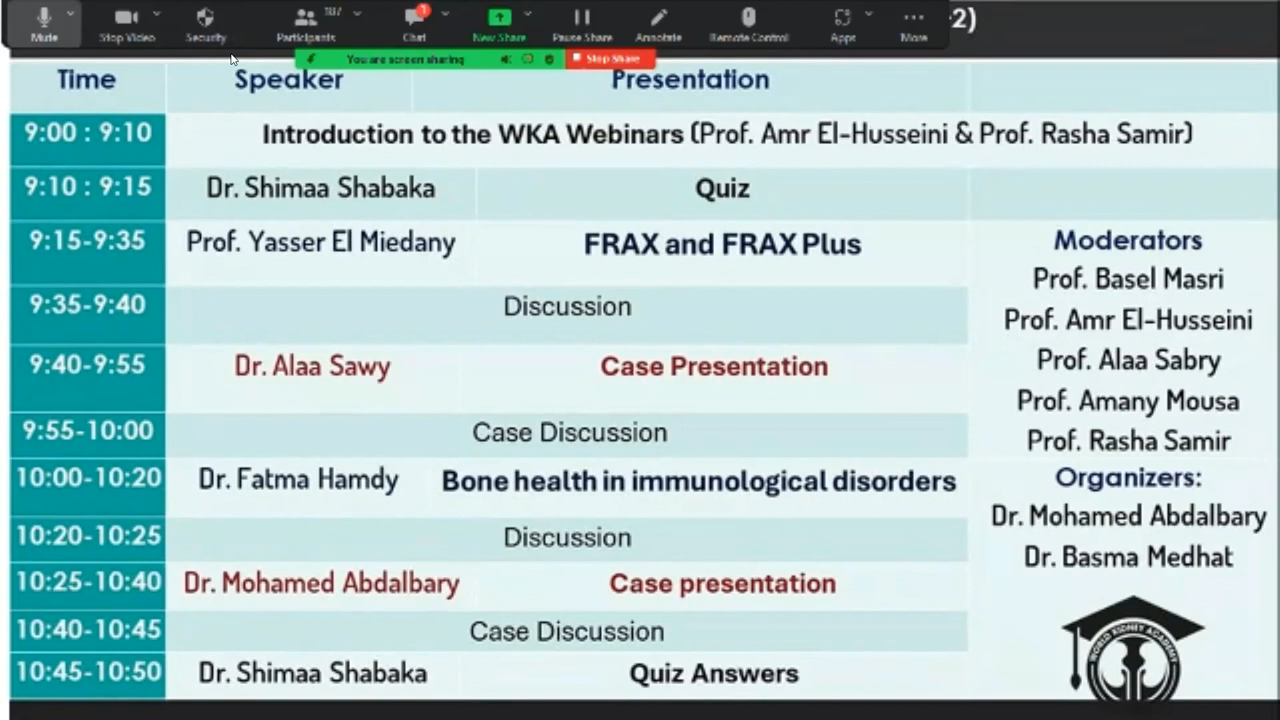 Mute
Stop Video
Security
Participants
187
Chat
1
New Share
Pause Share
Annotate
Remote Control
Apps
More
2)
You are screen sharing
Stop Share
Time Speaker Presentation
9:00 : 9:10 Introduction to the WKA Webinars (Prof. Amr El-Husseini & Prof. Rasha Samir)
9:10 : 9:15 Dr. Shimaa Shabaka Quiz
9:15-9:35 Prof. Yasser El Miedany FRAX and FRAX Plus
9:35-9:40 Discussion
9:40-9:55 Dr. Alaa Sawy Case Presentation
9:55-10:00 Case Discussion
10:00-10:20 Dr. Fatma Hamdy Bone health in immunological disorders
10:20-10:25 Discussion
10:25-10:40 Dr. Mohamed Abdalbary Case presentation
10:40-10:45 Case Discussion
10:45-10:50 Dr. Shimaa Shabaka Quiz Answers
Moderators
Prof. Basel Masri
Prof. Amr El-Husseini
Prof. Alaa Sabry
Prof. Amany Mousa
Prof. Rasha Samir
Organizers:
Dr. Mohamed Abdalbary
Dr. Basma Medhat
WORLD KIDNEY ACADEMY